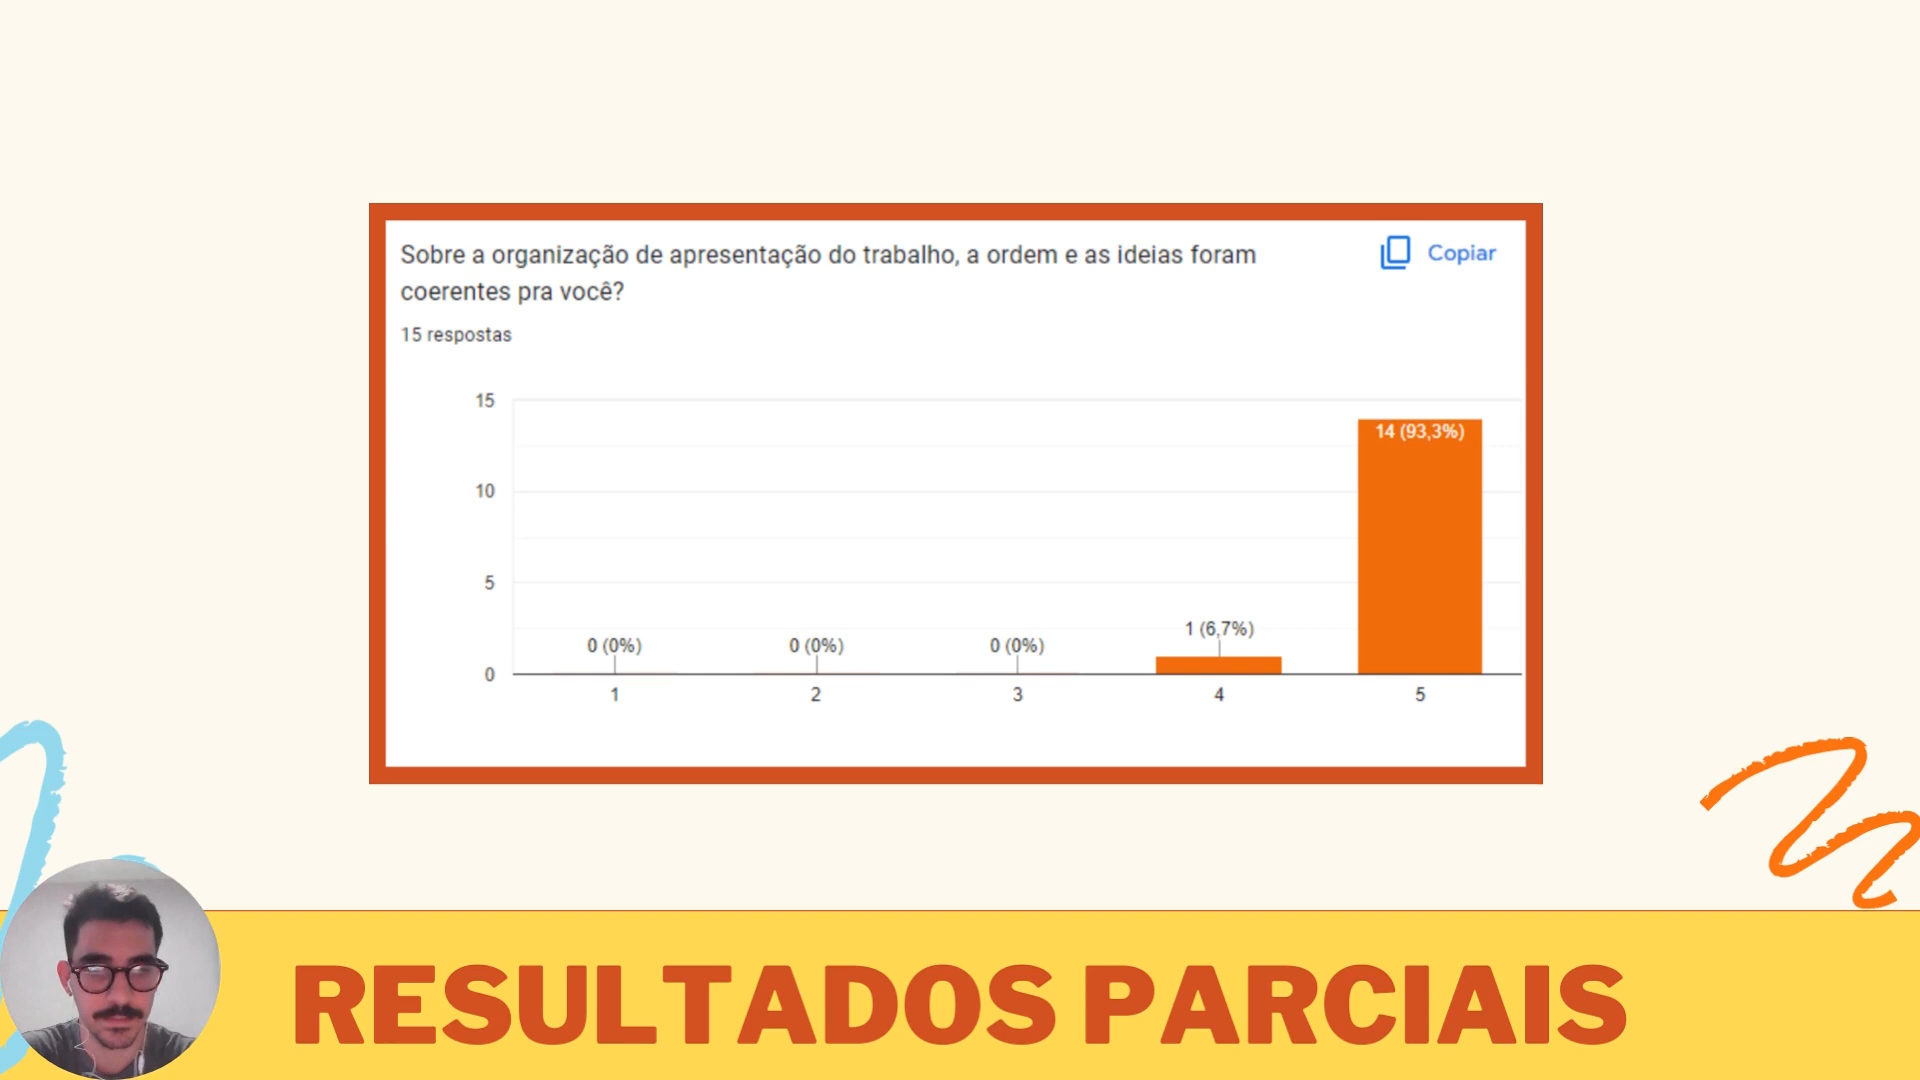 Sobre a organização de apresentação do trabalho, a ordem e as ideias foram
coerentes pra você?
Copiar
15 respostas
15
10
5
0
0 (0%)
0 (0%)
0 (0%)
1 (6,7%)
14 (93,3%)
1
2
3
4
5
RESULTADOS PARCIAIS